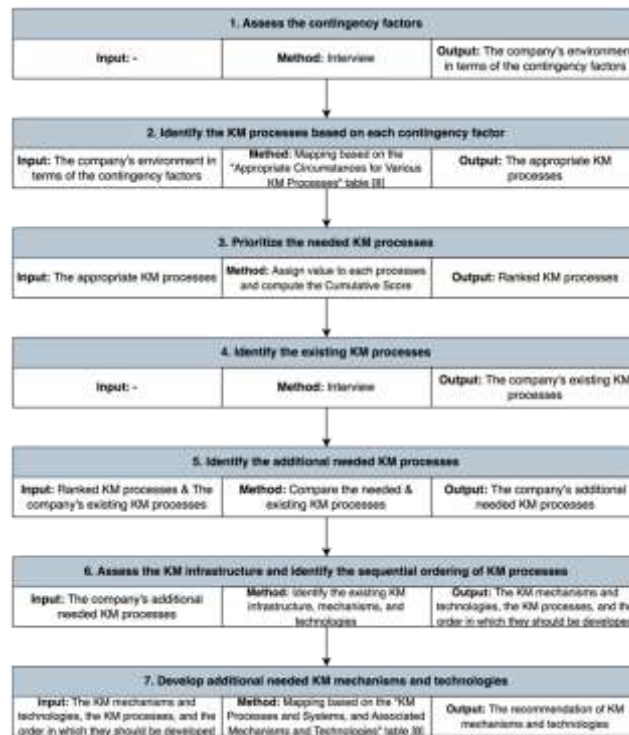 1. Assess the contingency factors
Input: -
Method: Interview
Output: The company's environment
in terms of the contingency factors
2. Identify the KM processes based on each contingency factor
Input: The company's environment in
terms of the contingency factors
Method: Mapping based on the
"Appropriate Circumstances for Various
KM Processes" table [8]
Output: The appropriate KM
processes
3. Prioritize the needed KM processes
Input: The appropriate KM processes
Method: Assign value to each processes
and compute the Cumulative Score
Output: Ranked KM processes
4. Identify the existing KM processes
Input: -
Method: Interview
Output: The company's existing KM
processes
5. Identify the additional needed KM processes
Input: Ranked KM processes & The
company's existing KM processes
Method: Compare the needed &
existing KM processes
Output: The company's additional
needed KM processes
6. Assess the KM infrastructure and identify the sequential ordering of KM processes
Input: The company's additional
needed KM processes
Method: Identify the existing KM
infrastructure, mechanisms, and
technologies
Output: The KM mechanisms and
technologies, the KM processes, and the
order in which they should be developed
7. Develop additional needed KM mechanisms and technologies
Input: The KM mechanisms and
technologies, the KM processes, and the
order in which they should be developed
Method: Mapping based on the "KM
Processes and Systems, and Associated
Mechanisms and Technologies" table [8]
Output: The recommendation of KM
mechanisms and technologies